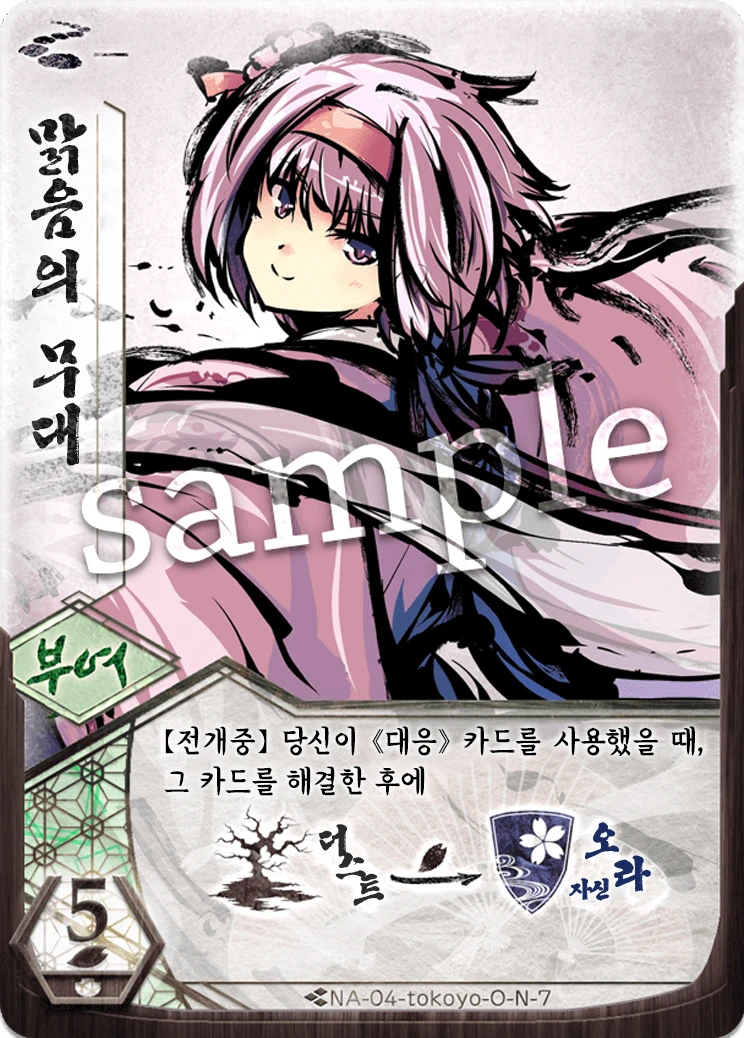 맑음의 무대
sample
부여
【전개중】 당신이 《대응》 카드를 사용했을 때,
그 카드를 해결한 후에
더스트
오라
자신
5
NA-04-tokoyo-O-N-7